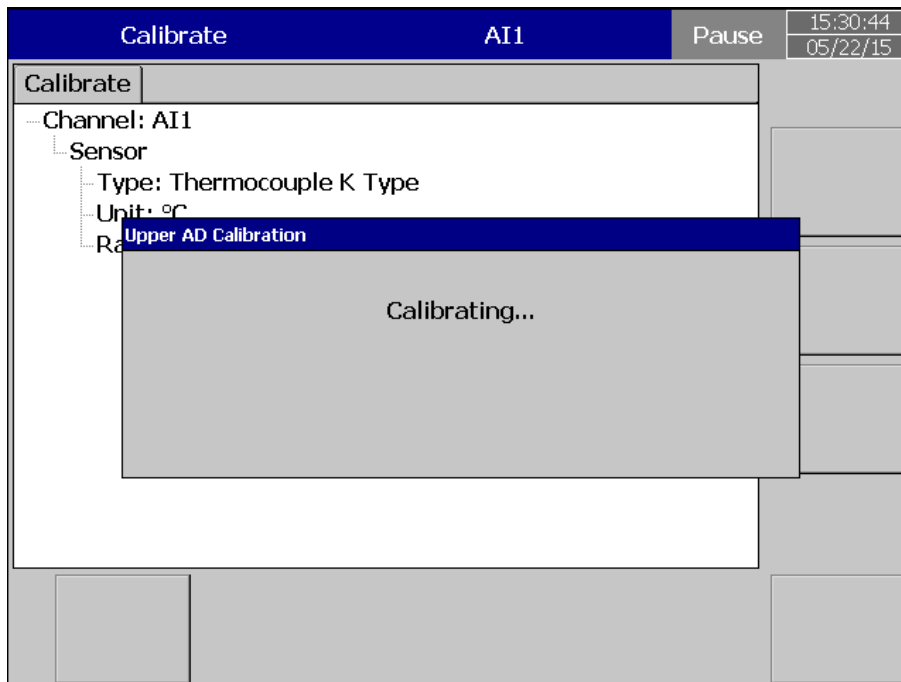 Calibrate AI1 Pause 15:30:44
05/22/15
Calibrate
Channel: AI1
Sensor
Type: Thermocouple K Type
Unit: °C
Upper AD Calibration
Calibrating...